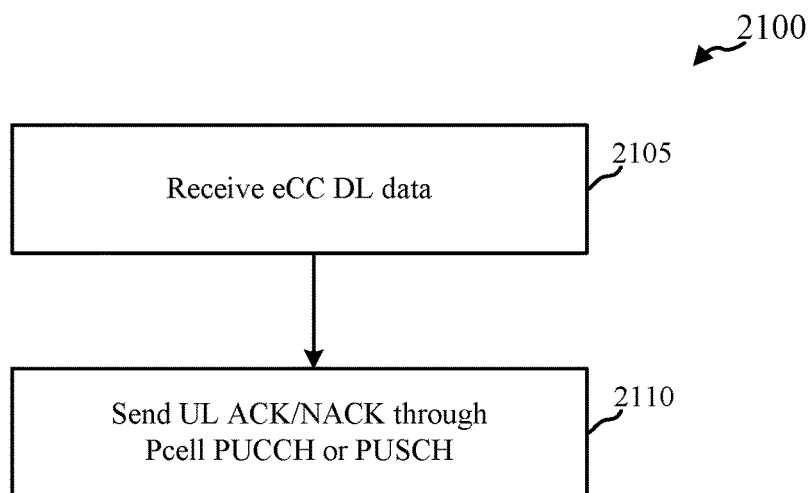 2100
Receive eCC DL data
2105
Send UL ACK/NACK through
Pcell PUCCH or PUSCH
2110